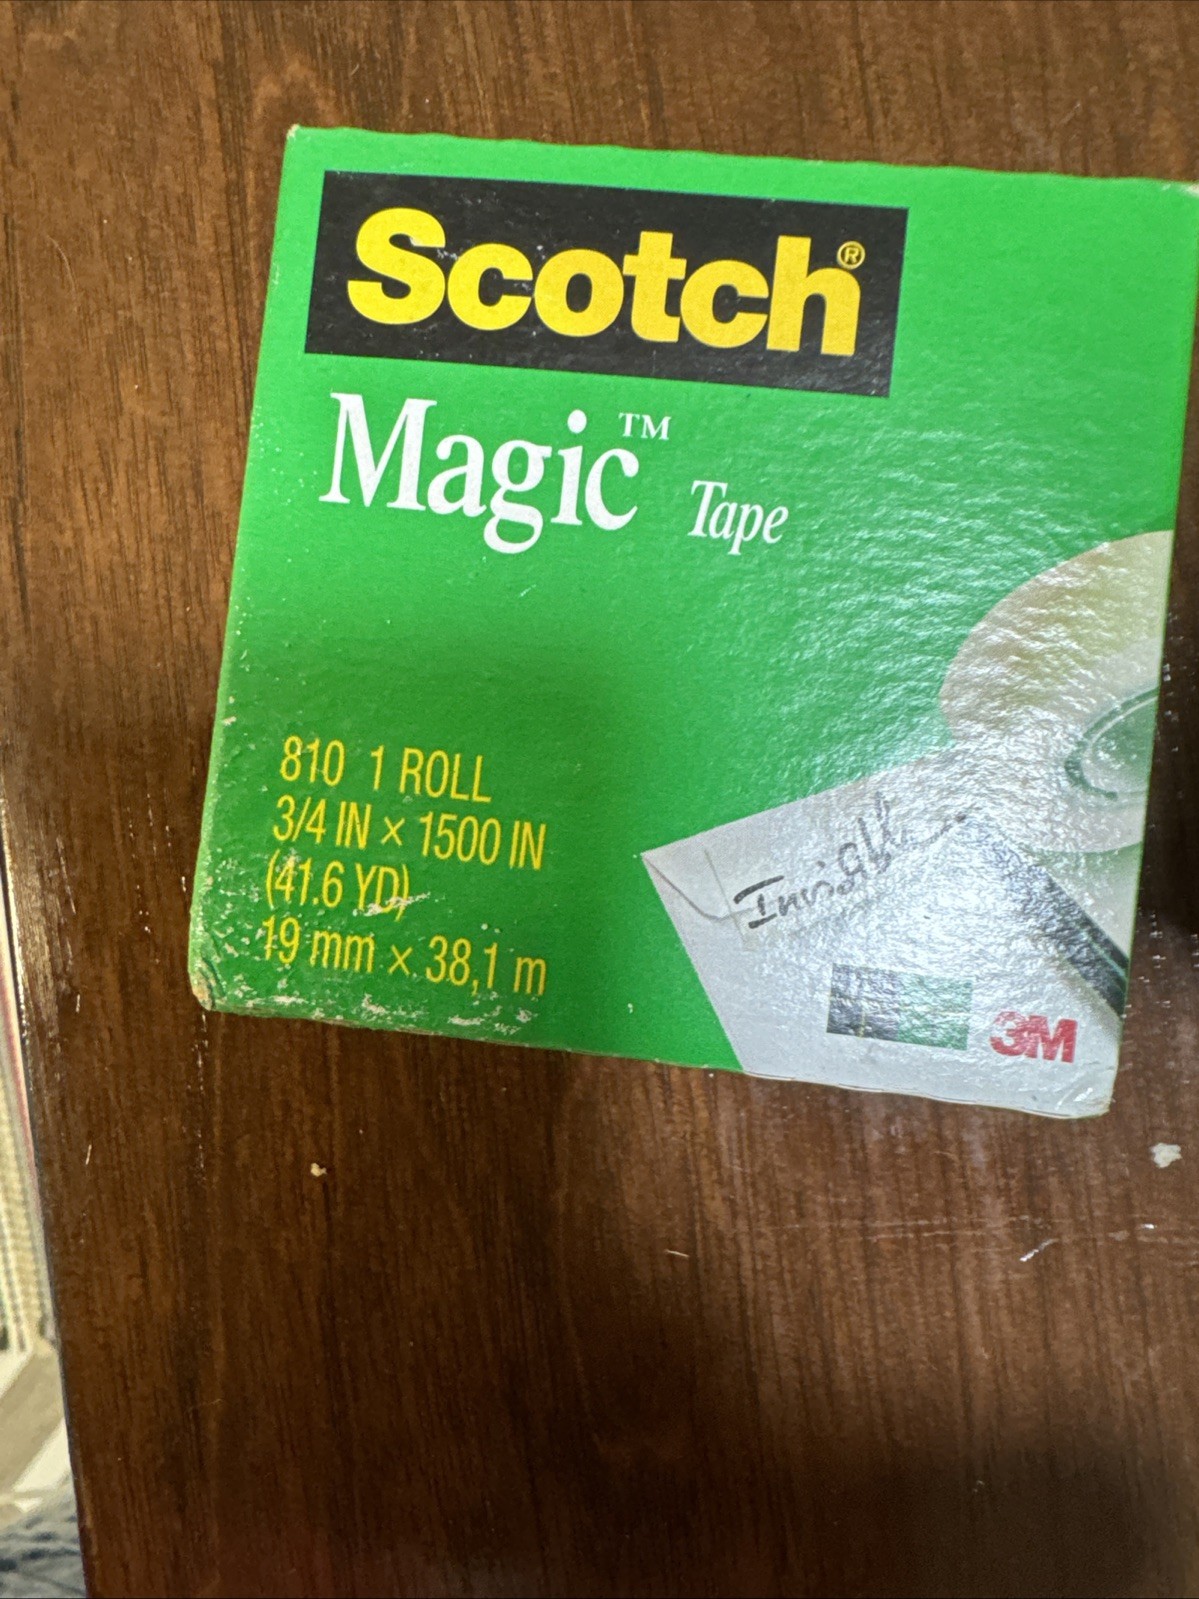 Scotch®
Magic™ Tape
810 1 ROLL
3/4 IN × 1500 IN
(41.6 YD)
19 mm × 38,1 m
3M